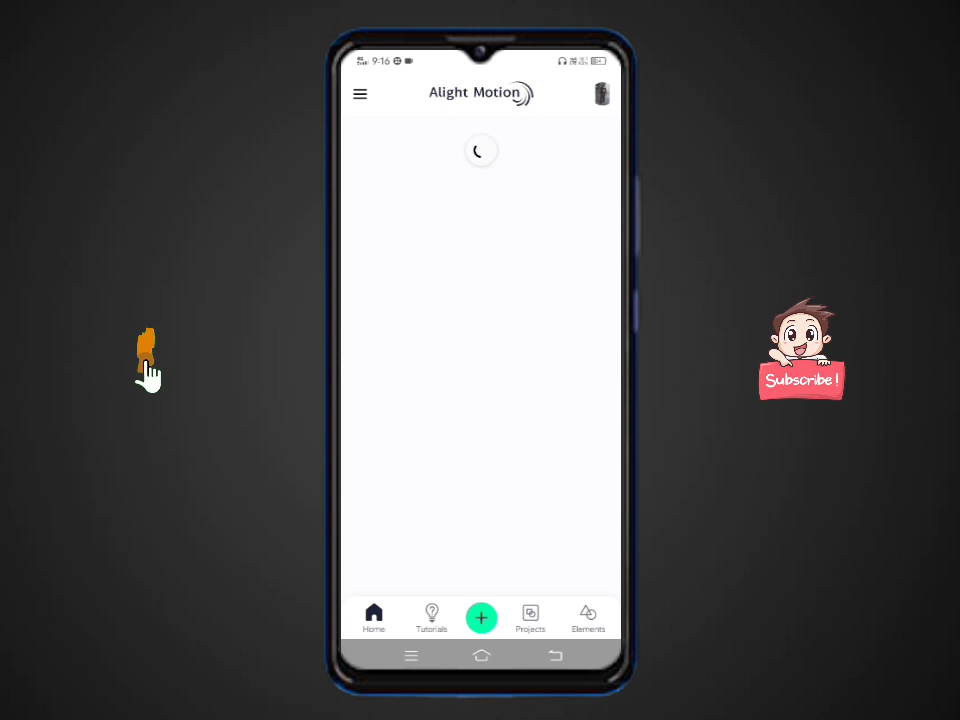 9:16
Alight Motion
Subscribe!
Home
Tutorials
Projects
Elements